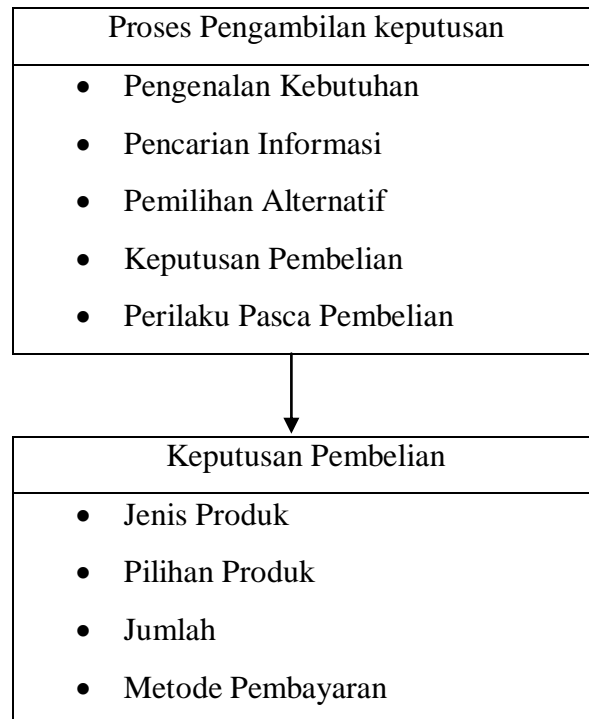 Proses Pengambilan keputusan
• Pengenalan Kebutuhan
• Pencarian Informasi
• Pemilihan Alternatif
• Keputusan Pembelian
• Perilaku Pasca Pembelian
Keputusan Pembelian
• Jenis Produk
• Pilihan Produk
• Jumlah
• Metode Pembayaran